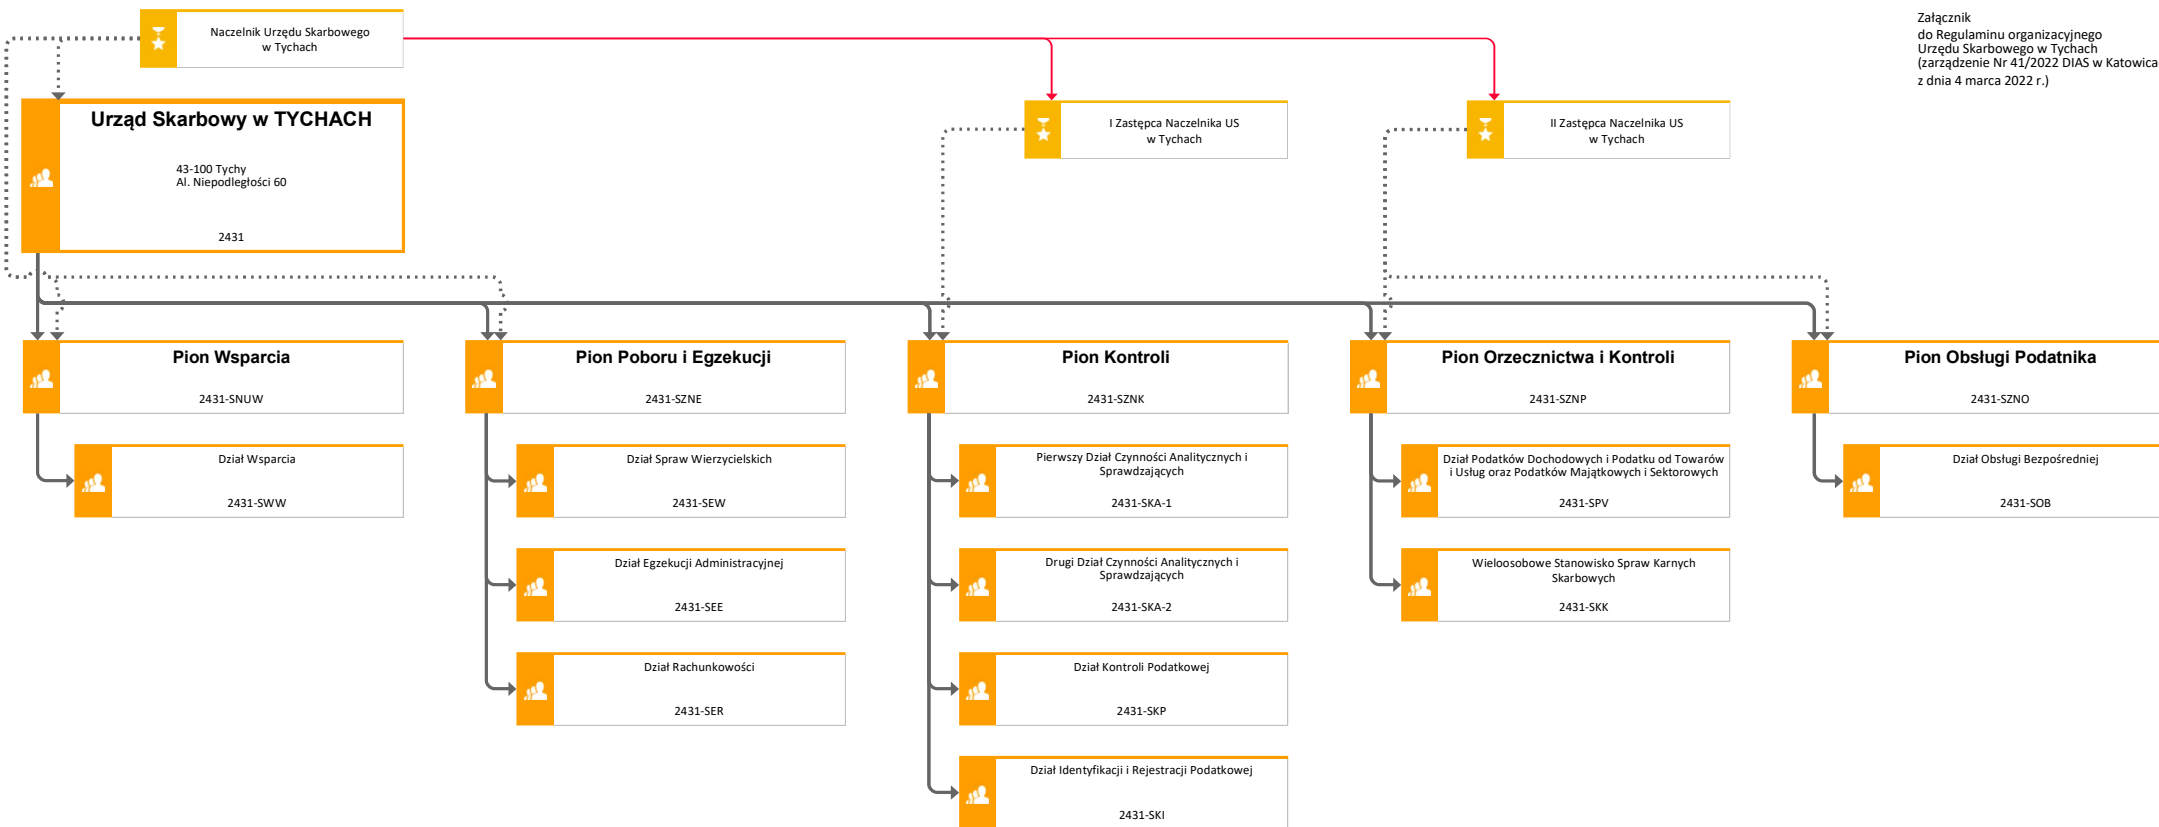 Załącznik
do Regulaminu organizacyjnego
Urzędu Skarbowego w Tychach
(zarządzenie Nr 41/2022 DIAS w Katowica
z dnia 4 marca 2022 r.)
Naczelnik Urzędu Skarbowego
w Tychach
Urząd Skarbowy w TYCHACH
43-100 Tychy
Al. Niepodległości 60
2431
I Zastępca Naczelnika US
w Tychach
II Zastępca Naczelnika US
w Tychach
Pion Wsparcia
2431-SNUW
Dział Wsparcia
2431-SWW
Pion Poboru i Egzekucji
2431-SZNE
Dział Spraw Wierzycielskich
2431-SEW
Dział Egzekucji Administracyjnej
2431-SEE
Dział Rachunkowości
2431-SER
Pion Kontroli
2431-SZNK
Pierwszy Dział Czynności Analitycznych i
Sprawdzających
2431-SKA-1
Drugi Dział Czynności Analitycznych i
Sprawdzających
2431-SKA-2
Dział Kontroli Podatkowej
2431-SKP
Dział Identyfikacji i Rejestracji Podatkowej
2431-SKI
Pion Orzecznictwa i Kontroli
2431-SZNP
Dział Podatków Dochodowych i Podatku od Towarów
i Usług oraz Podatków Majątkowych i Sektorowych
2431-SPV
Wieloosobowe Stanowisko Spraw Karnych
Skarbowych
2431-SKK
Pion Obsługi Podatnika
2431-SZNO
Dział Obsługi Bezpośredniej
2431-SOB